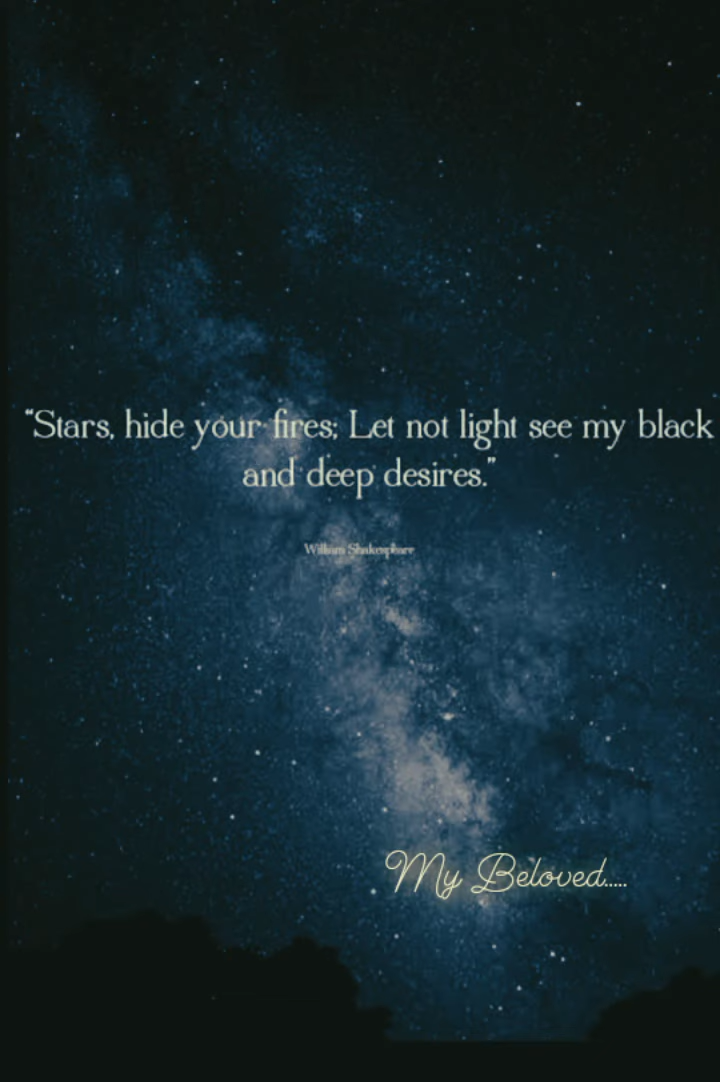 “Stars, hide your fires; Let not light see my black
and deep desires.”
William Shakespeare
My Beloved.....